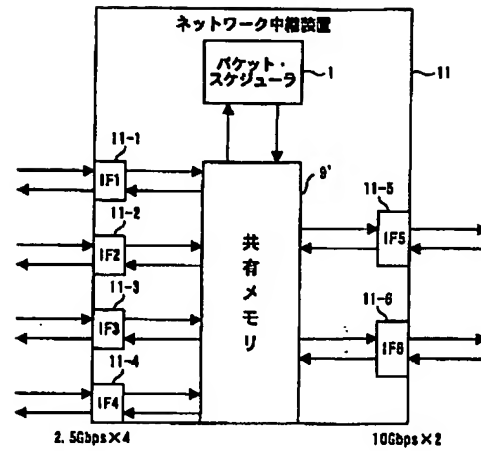 ネットワーク中継装置
パケット・
スケジューラ
1
11
11-1
IF1
9'
11-2
IF2
11-5
IF5
共有メモリ
11-3
IF3
11-6
IF6
11-4
IF4
2.5Gbps×4
10Gbps×2